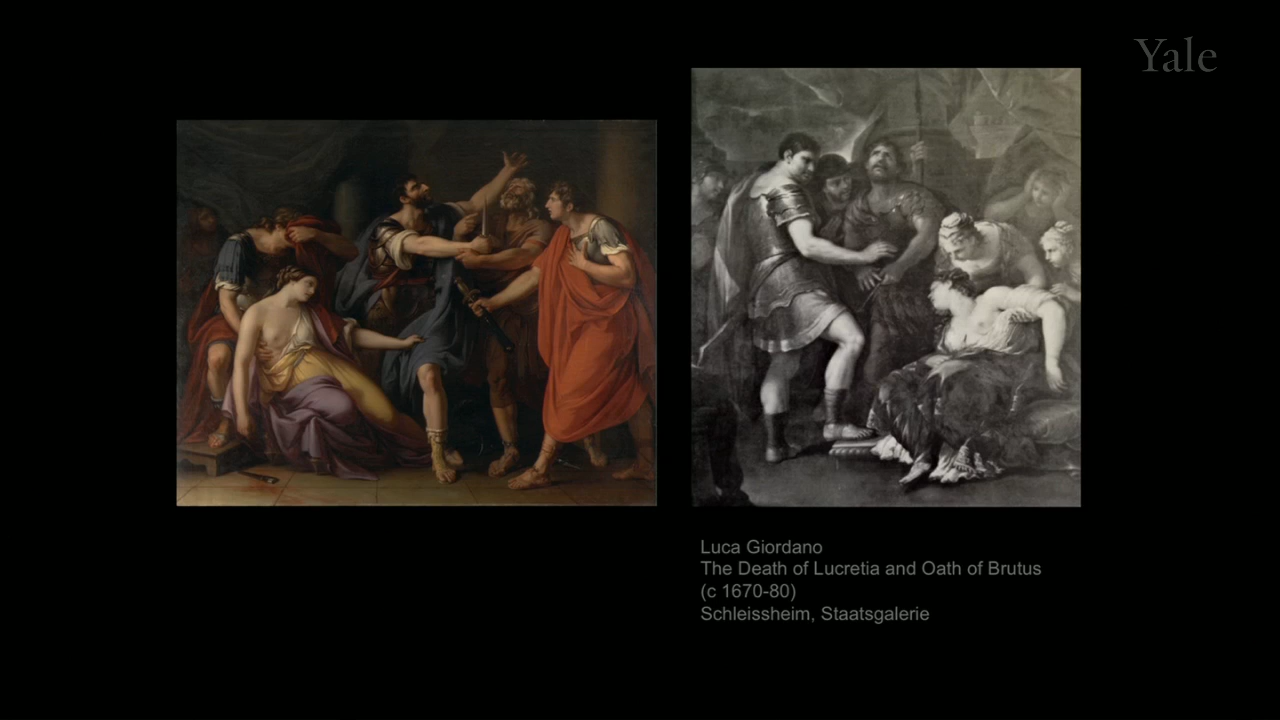 Yale
Luca Giordano
The Death of Lucretia and Oath of Brutus
(c 1670-80)
Schleissheim, Staatsgalerie